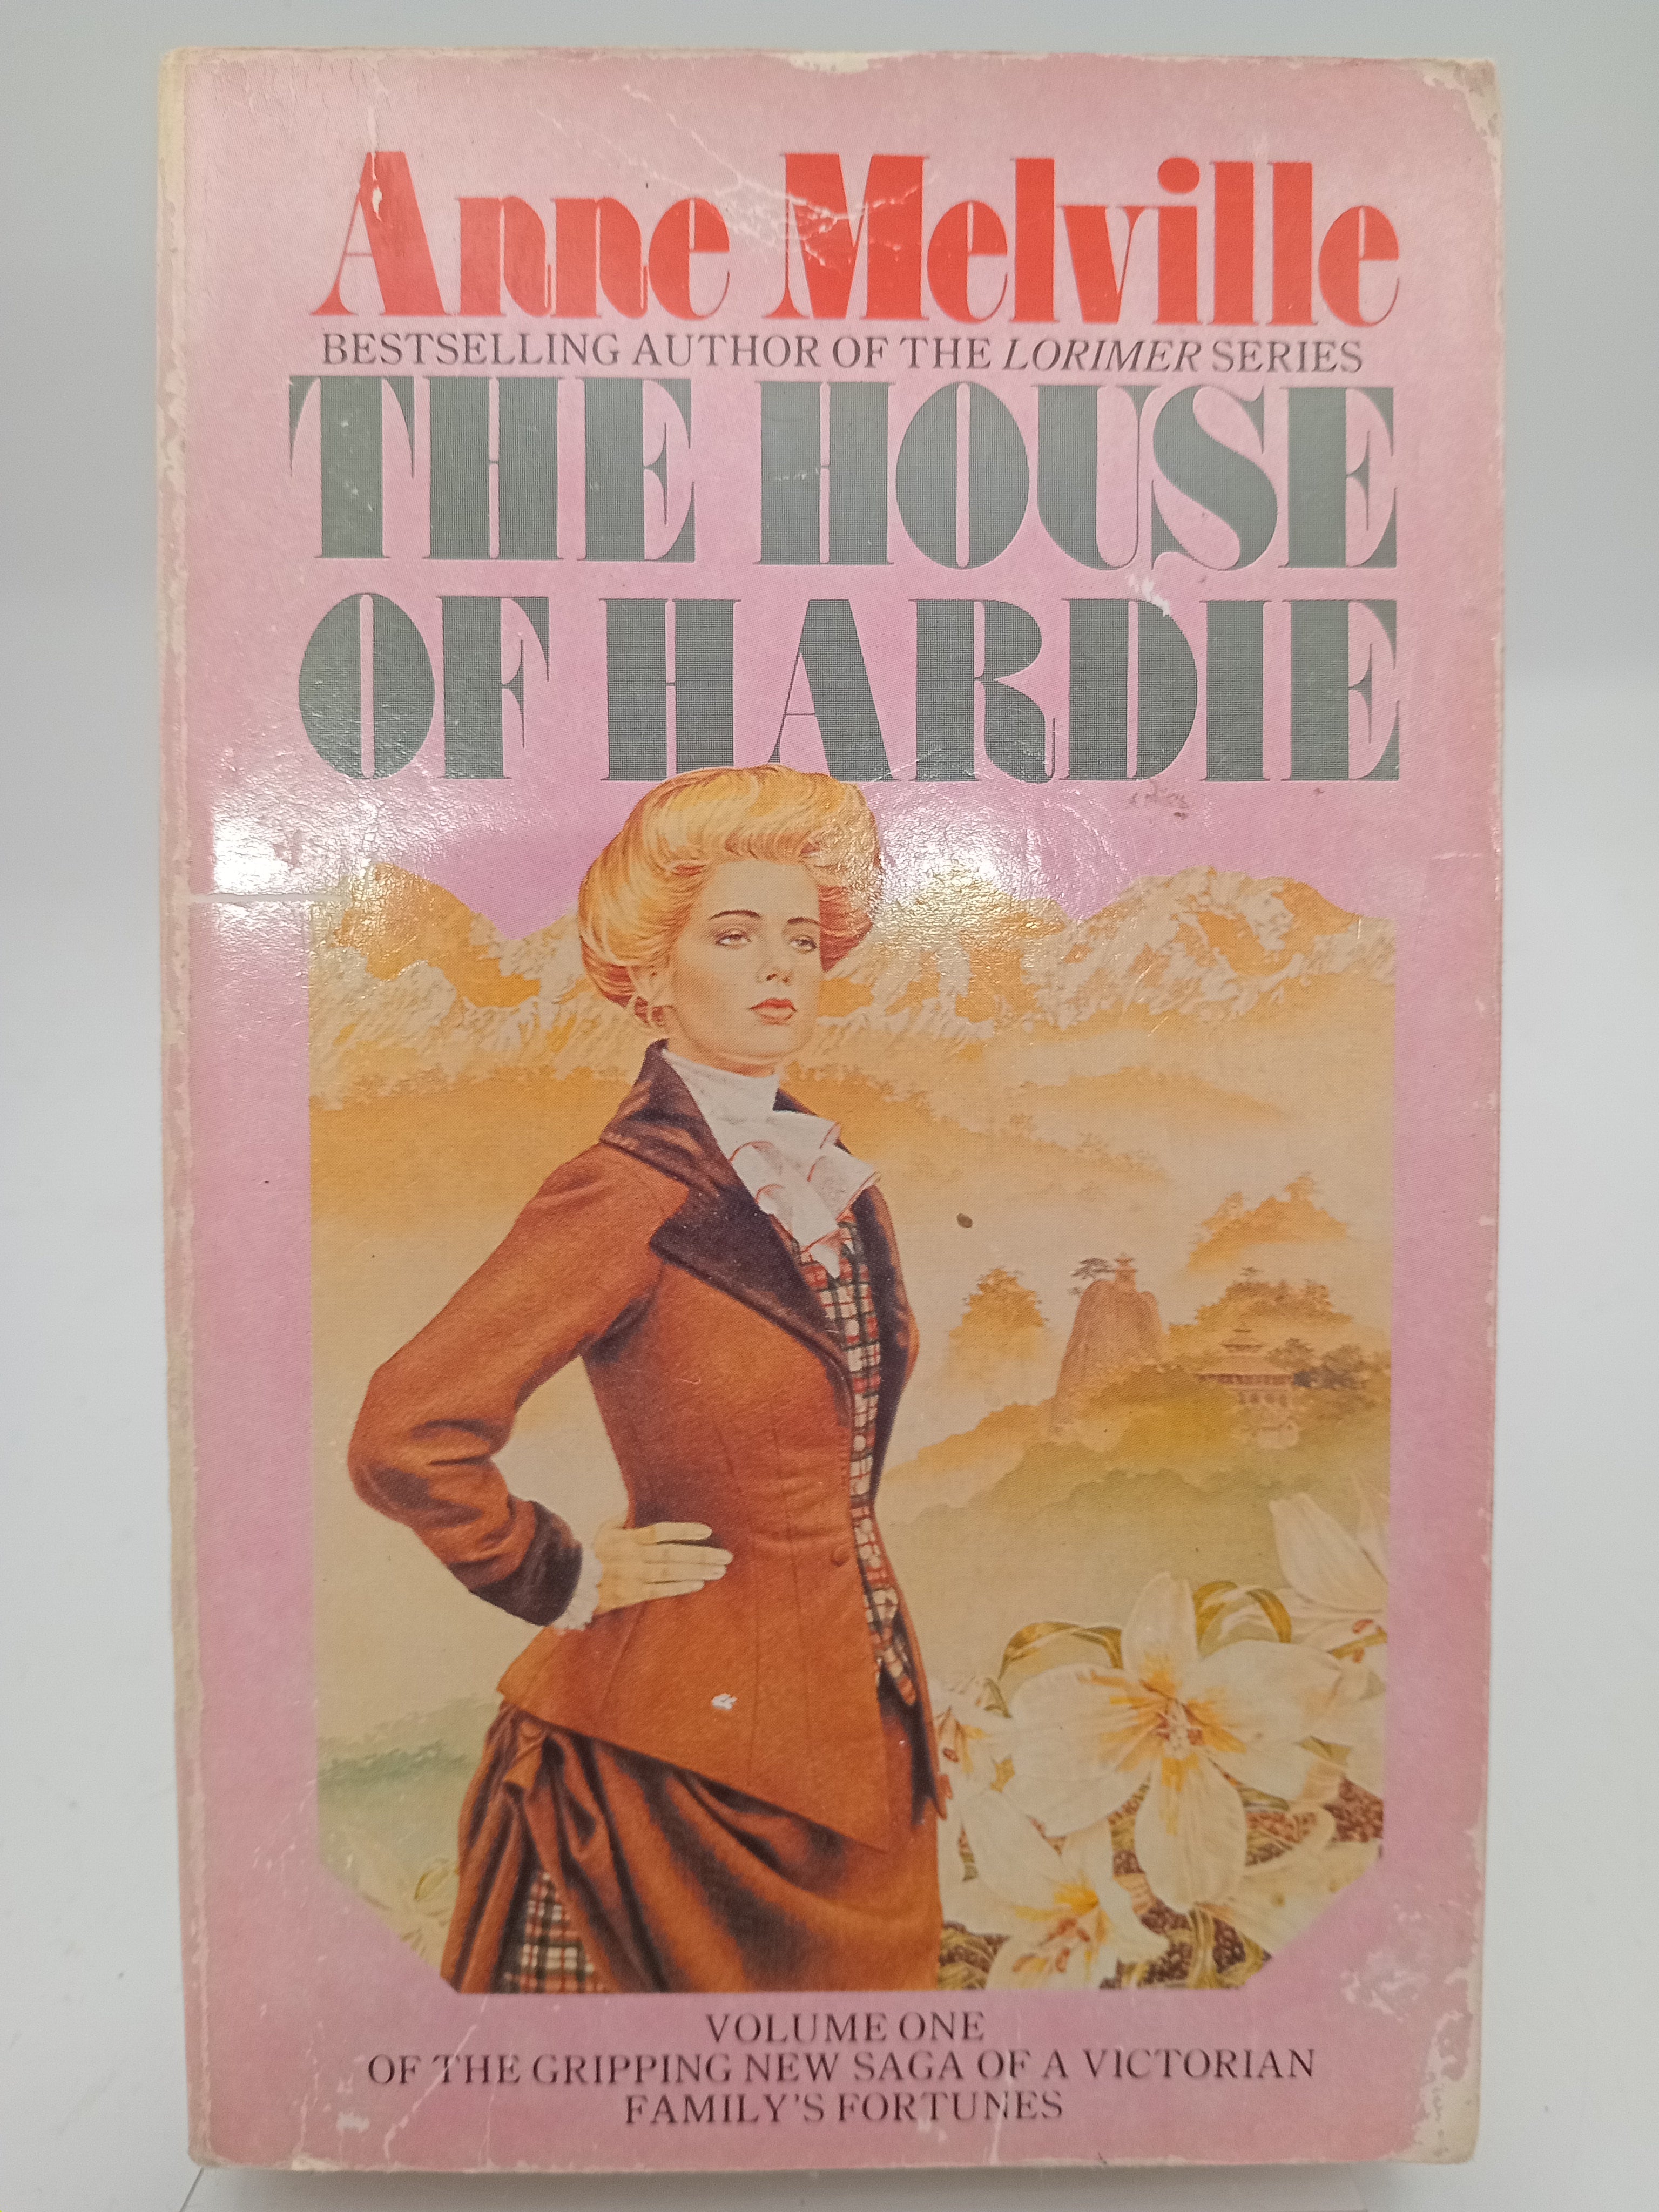 Anne Melville
BESTSELLING AUTHOR OF THE LORIMER SERIES
THE HOUSE
OF HARDIE
VOLUME ONE
OF THE GRIPPING NEW SAGA OF A VICTORIAN
FAMILY'S FORTUNES